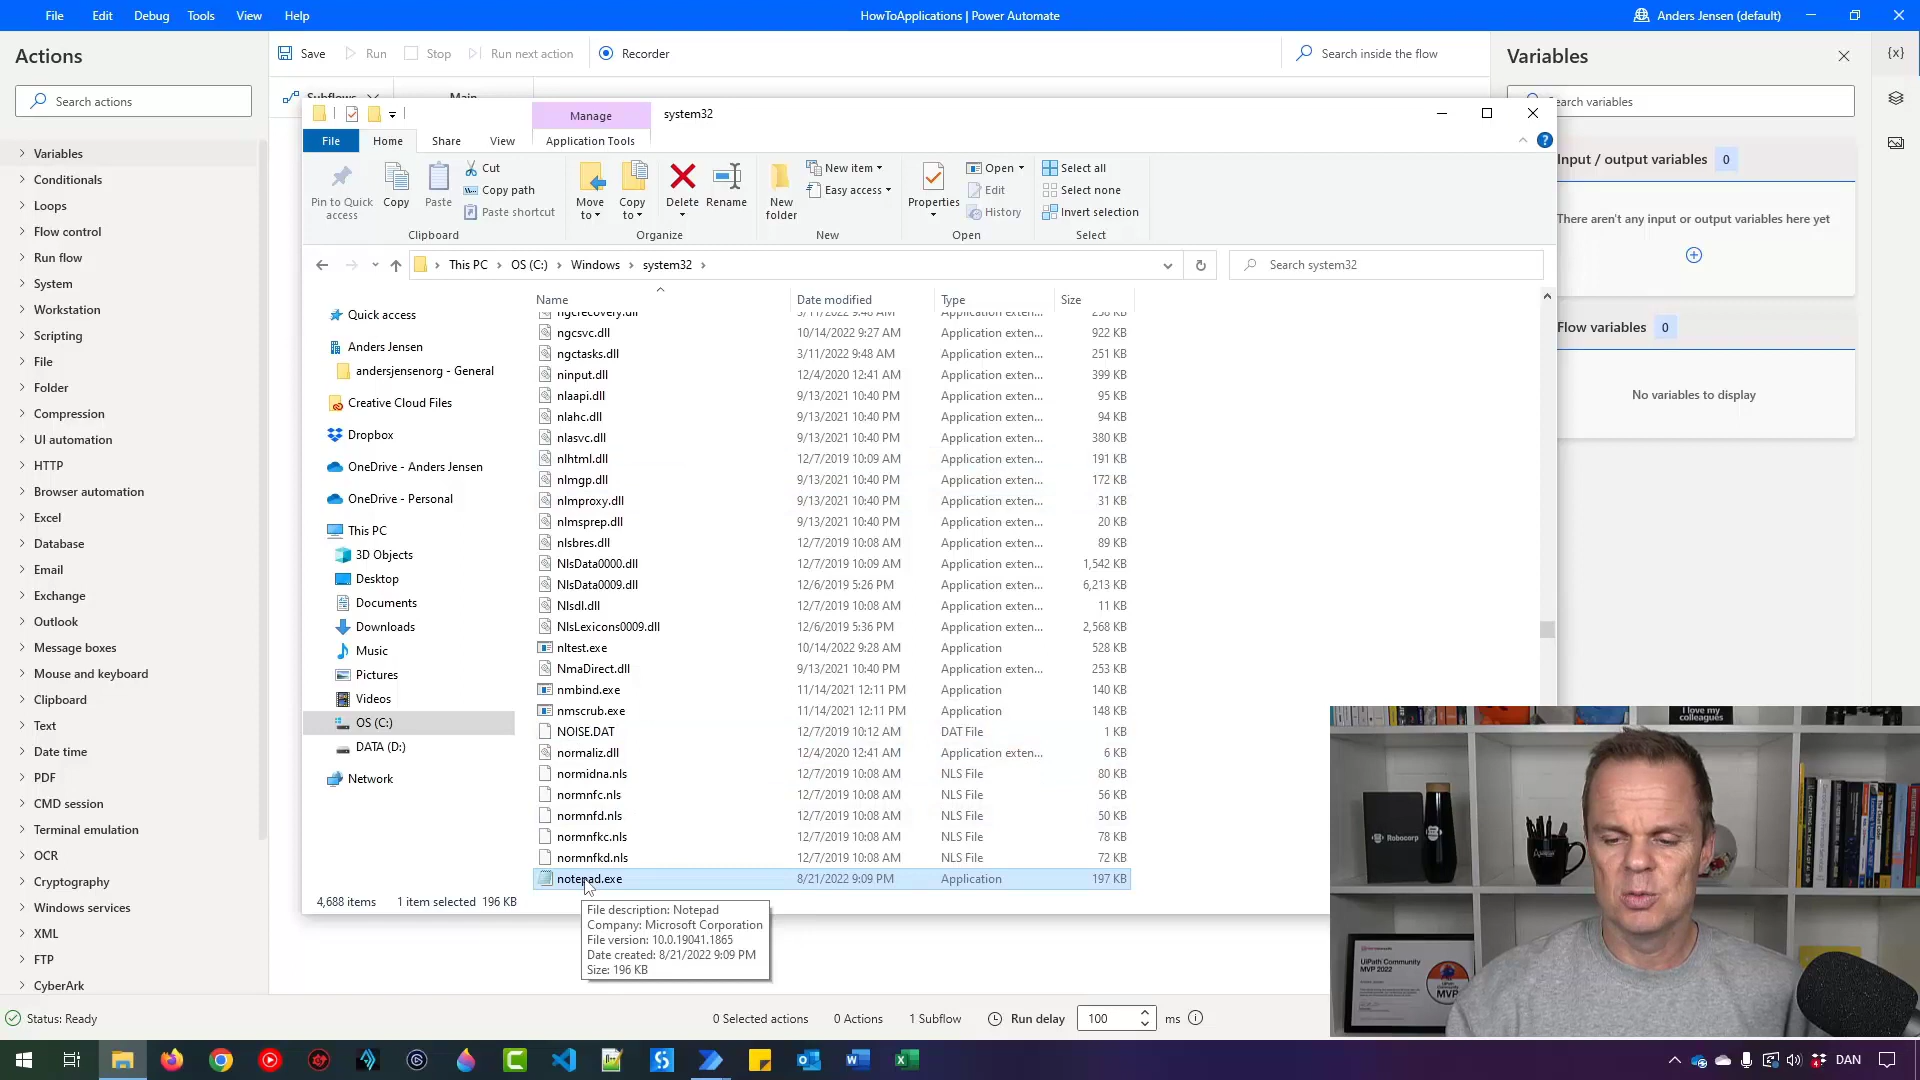 File Edit Debug Tools View Help
HowToApplications | Power Automate
Anders Jensen (default)
Actions
Search actions
Save Run Stop Run next action Recorder
Search inside the flow
Variables
Subflows Main
search variables
Variables
Conditionals
Loops
Flow control
Run flow
System
Workstation
Scripting
File
Folder
Compression
UI automation
HTTP
Browser automation
Excel
Database
Email
Exchange
Outlook
Message boxes
Mouse and keyboard
Clipboard
Text
Date time
PDF
CMD session
Terminal emulation
OCR
Cryptography
Windows services
XML
FTP
CyberArk
Manage system32
File Home Share View Application Tools
Pin to Quick access
Copy
Paste
Cut
Copy path
Paste shortcut
Clipboard
Move to
Copy to
Delete
Rename
Organize
New folder
New item
Easy access
New
Properties
Open
Edit
History
Open
Select all
Select none
Invert selection
Select
This PC > OS (C:) > Windows > system32 >
Search system32
Quick access
Anders Jensen
andersjensenorg - General
Creative Cloud Files
Dropbox
OneDrive - Anders Jensen
OneDrive - Personal
This PC
3D Objects
Desktop
Documents
Downloads
Music
Pictures
Videos
OS (C:)
DATA (D:)
Network
Name Date modified Type Size
ngcrecovery.dll 3/11/2022 9:48 AM Application exten... 238 KB
ngcsvc.dll 10/14/2022 9:27 AM Application exten... 922 KB
ngctasks.dll 3/11/2022 9:48 AM Application exten... 251 KB
ninput.dll 12/4/2020 12:41 AM Application exten... 399 KB
nlaapi.dll 9/13/2021 10:40 PM Application exten... 95 KB
nlahc.dll 9/13/2021 10:40 PM Application exten... 94 KB
nlasvc.dll 9/13/2021 10:40 PM Application exten... 380 KB
nlhtml.dll 12/7/2019 10:09 AM Application exten... 191 KB
nlmgp.dll 9/13/2021 10:40 PM Application exten... 172 KB
nlmproxy.dll 9/13/2021 10:40 PM Application exten... 31 KB
nlmsprep.dll 9/13/2021 10:40 PM Application exten... 20 KB
nlsbres.dll 12/7/2019 10:08 AM Application exten... 89 KB
NlsData0000.dll 12/7/2019 10:09 AM Application exten... 1,542 KB
NlsData0009.dll 12/6/2019 5:26 PM Application exten... 6,213 KB
Nlsdl.dll 12/7/2019 10:08 AM Application exten... 11 KB
NlsLexicons0009.dll 12/6/2019 5:36 PM Application exten... 2,568 KB
nltest.exe 10/14/2022 9:28 AM Application 528 KB
NmaDirect.dll 9/13/2021 10:40 PM Application exten... 253 KB
nmbind.exe 11/14/2021 12:11 PM Application 140 KB
nmscrub.exe 11/14/2021 12:11 PM Application 148 KB
NOISE.DAT 12/7/2019 10:12 AM DAT File 1 KB
normaliz.dll 12/4/2020 12:41 AM Application exten... 6 KB
normidna.nls 12/7/2019 10:08 AM NLS File 80 KB
normnfc.nls 12/7/2019 10:08 AM NLS File 56 KB
normnfd.nls 12/7/2019 10:08 AM NLS File 50 KB
normnfkc.nls 12/7/2019 10:08 AM NLS File 78 KB
normnfkd.nls 12/7/2019 10:08 AM NLS File 72 KB
notepad.exe 8/21/2022 9:09 PM Application 197 KB
4,688 items 1 item selected 196 KB
File description: Notepad
Company: Microsoft Corporation
File version: 10.0.19041.1865
Date created: 8/21/2022 9:09 PM
Size: 196 KB
Input / output variables 0
There aren't any input or output variables here yet
Flow variables 0
No variables to display
I love my
colleagues
Robocorp
UiPath Community
MVP 2022
MVP
Status: Ready
0 Selected actions 0 Actions 1 Subflow Run delay 100 ms
DAN